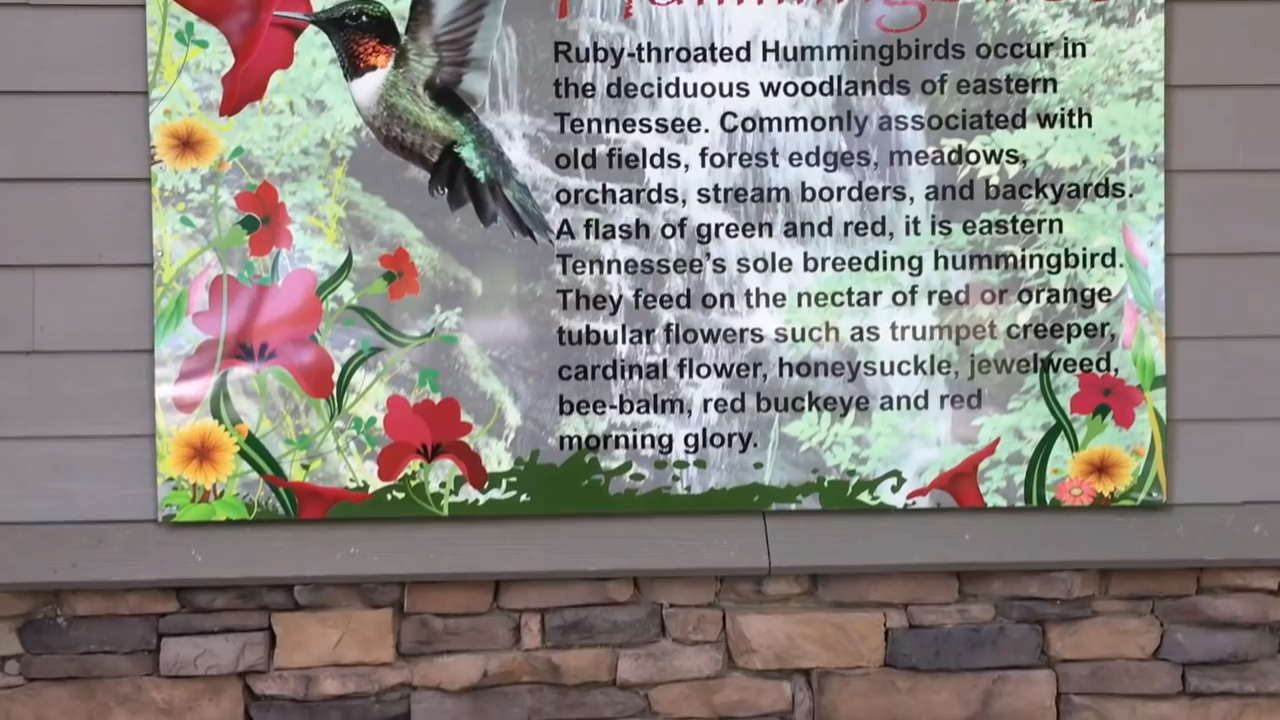 Ruby-throated Hummingbirds occur in
the deciduous woodlands of eastern
Tennessee. Commonly associated with
old fields, forest edges, meadows,
orchards, stream borders, and backyards.
A flash of green and red, it is eastern
Tennessee's sole breeding hummingbird.
They feed on the nectar of red or orange
tubular flowers such as trumpet creeper,
cardinal flower, honeysuckle, jewelweed,
bee-balm, red buckeye and red
morning glory.